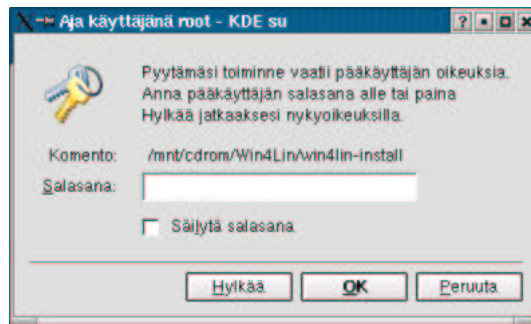 Aja käyttäjänä root - KDE su
Pyytämäsi toiminne vaatii pääkäyttäjän oikeuksia.
Anna pääkäyttäjän salasana alle tai paina
Hylkää jatkaaksesi nykyoikeuksilla.
Komento: /mnt/cdrom/Win4Lin/win4lin-install
Salasana:
Säilytä salasana
Hylkää OK Peruuta